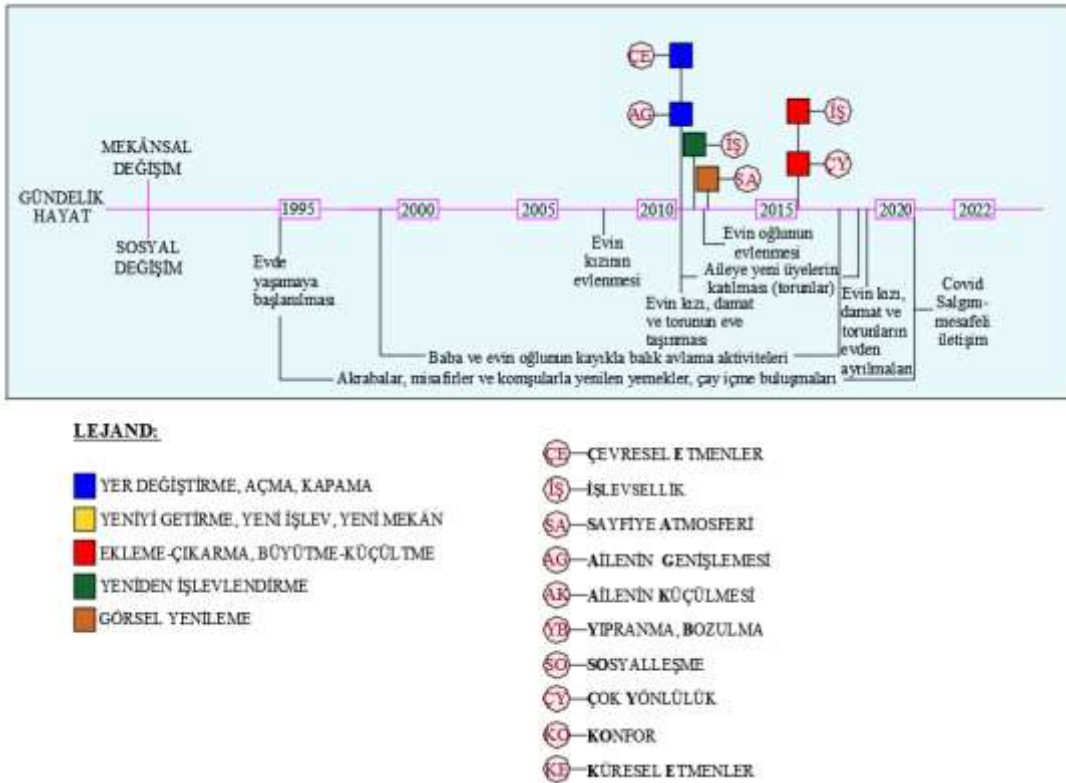 ÇE
AG
İŞ
İŞ
SA
ÇY
MEKÂNSAL
DEĞİŞİM
GÜNDELİK
HAYAT
1995
2000
2005
2010
2015
2020
2022
SOSYAL
DEĞİŞİM
Evde
yaşamaya
başlanılması
Evin
kızının
evlenmesi
Evin oğlunun
evlenmesi
Aileye yeni üyelerin
katılması (torunlar)
Evin kızı, damat
ve torunun eve
taşınması
Evin kızı,
damat ve
torunların
evden
ayrılmaları
Covid
Salgını-
mesafeli
iletişim
Baba ve evin oğlunun kayıkla balık avlama aktiviteleri
Akrabalar, misafirler ve komşularla yenilen yemekler, çay içme buluşmaları
LEJAND:
YER DEĞİŞTİRME, AÇMA, KAPAMA
YENİYİ GETİRME, YENİ İŞLEV, YENİ MEKÂN
EKLEME-ÇIKARMA, BÜYÜTME-KÜÇÜLTME
YENİDEN İŞLEVLENDİRME
GÖRSEL YENİLEME
ÇE ÇEVRESEL ETMENLER
İŞ İŞLEVSELLİK
SA SAYFİYE ATMOSFERİ
AG AİLENİN GENİŞLEMESİ
AK AİLENİN KÜÇÜLMESİ
YB YIPRANMA, BOZULMA
SO SOSYALLEŞME
ÇY ÇOK YÖNLÜLÜK
KO KONFOR
KE KÜRESEL ETMENLER